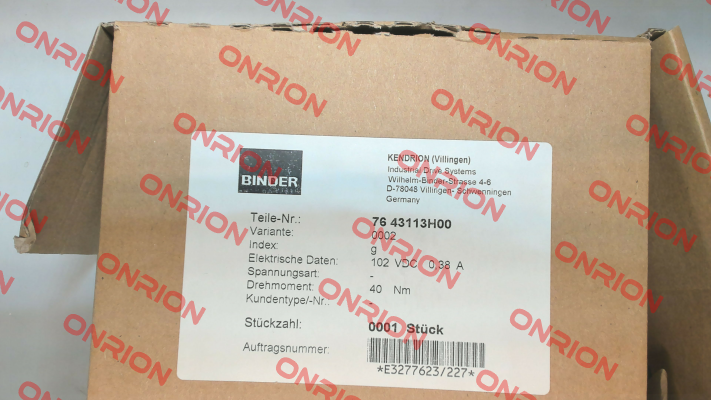 BINDER
KENDRION (Villingen)
Industrial Drive Systems
Wilhelm-Binder-Strasse 4-6
D-78048 Villingen- Schwenningen
Germany
Teile-Nr.: 76 43113H00
Variante: 0002
Index: g
Elektrische Daten: 102 VDC 0,38 A
Spannungsart: -
Drehmoment: 40 Nm
Kundentype/-Nr.: -
Stückzahl: 0001 Stück
Auftragsnummer:
*E3277623/227*
ONRION